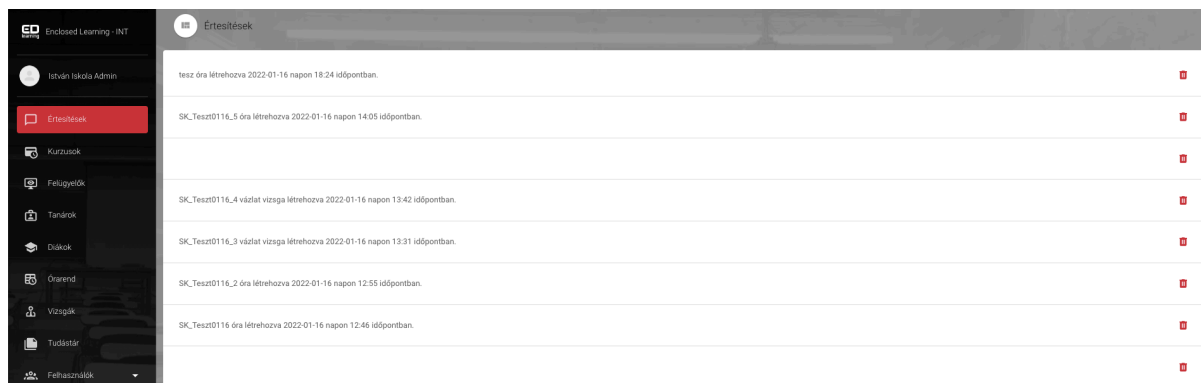 ED
learning
Enclosed Learning - INT
Értesítések
István Iskola Admin
Értesítések
Kurzusok
Felügyelők
Tanárok
Diákok
Órarend
Vizsgák
Tudástár
Felhasználók
tesz óra létrehozva 2022-01-16 napon 18:24 időpontban.
SK_Teszt0116_5 óra létrehozva 2022-01-16 napon 14:05 időpontban.
SK_Teszt0116_4 vázlat vizsga létrehozva 2022-01-16 napon 13:42 időpontban.
SK_Teszt0116_3 vázlat vizsga létrehozva 2022-01-16 napon 13:31 időpontban.
SK_Teszt0116_2 óra létrehozva 2022-01-16 napon 12:55 időpontban.
SK_Teszt0116 óra létrehozva 2022-01-16 napon 12:46 időpontban.